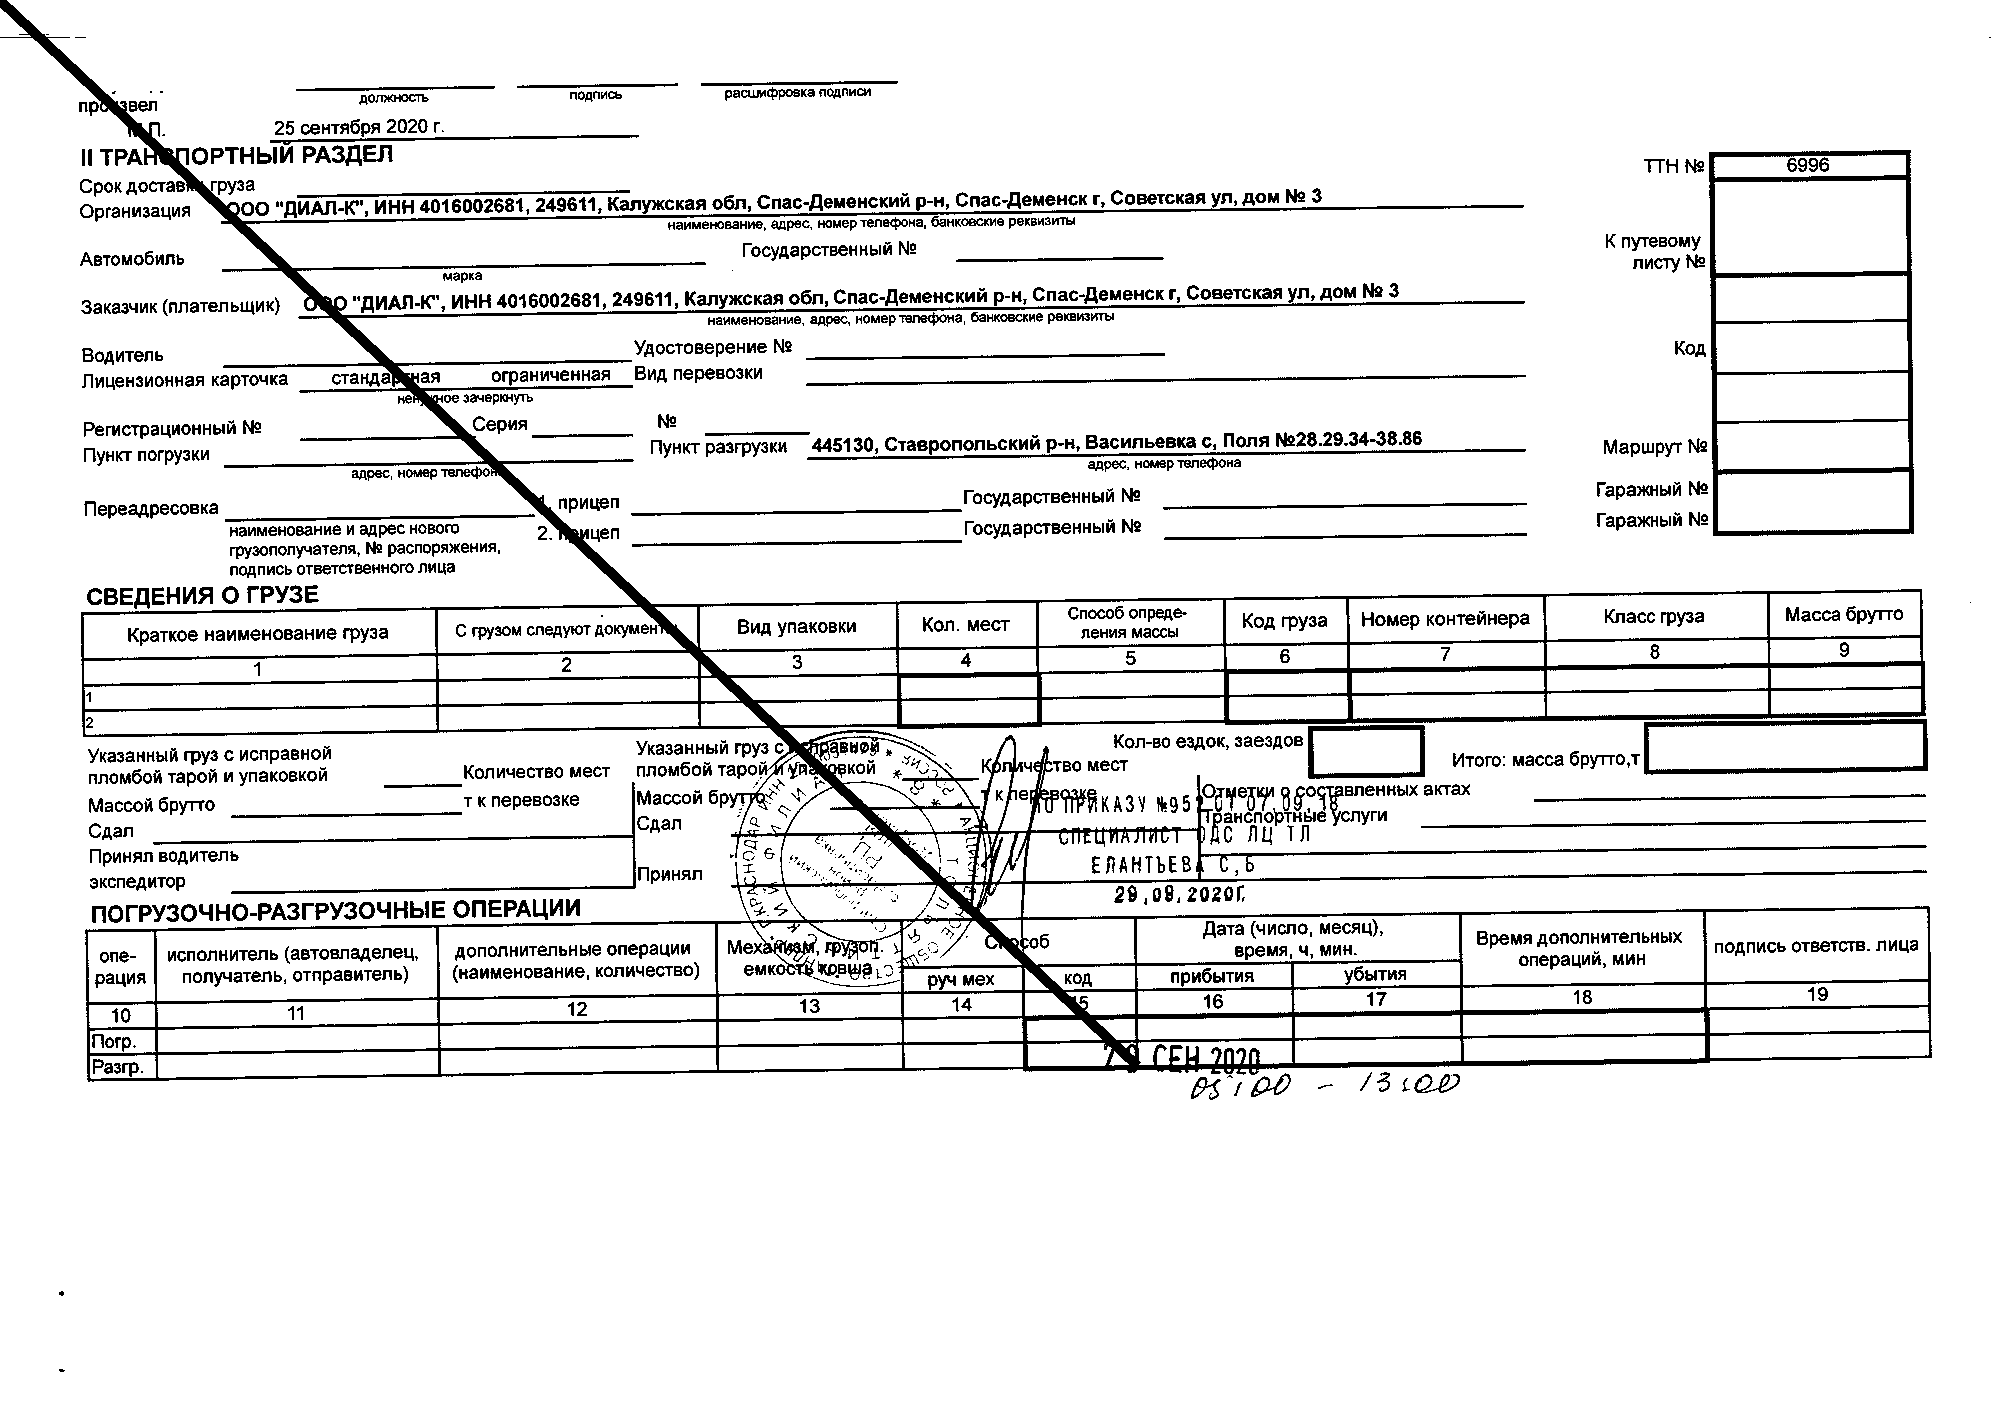 произвел
должность подпись расшифровка подписи
М.П. 25 сентября 2020 г.
II ТРАНСПОРТНЫЙ РАЗДЕЛ
ТТН № 6996
Срок доставки груза
Организация ООО "ДИАЛ-К", ИНН 4016002681, 249611, Калужская обл, Спас-Деменский р-н, Спас-Деменск г, Советская ул, дом № 3
наименование, адрес, номер телефона, банковские реквизиты
К путевому
листу №
Автомобиль Государственный №
марка
Заказчик (плательщик) ООО "ДИАЛ-К", ИНН 4016002681, 249611, Калужская обл, Спас-Деменский р-н, Спас-Деменск г, Советская ул, дом № 3
наименование, адрес, номер телефона, банковские реквизиты
Водитель Удостоверение № Код
Лицензионная карточка стандартная ограниченная Вид перевозки
ненужное зачеркнуть
Регистрационный № Серия №
Пункт погрузки Пункт разгрузки 445130, Ставропольский р-н, Васильевка с, Поля №28.29.34-38.86 Маршрут №
адрес, номер телефона адрес, номер телефона
Переадресовка 1. прицеп Государственный № Гаражный №
2. прицеп Государственный № Гаражный №
наименование и адрес нового
грузополучателя, № распоряжения,
подпись ответственного лица
СВЕДЕНИЯ О ГРУЗЕ
Краткое наименование груза С грузом следуют документы Вид упаковки Кол. мест Способ опреде-
ления массы Код груза Номер контейнера Класс груза Масса брутто
1 2 3 4 5 6 7 8 9
1
2
Указанный груз с исправной Указанный груз с исправной Кол-во ездок, заездов Итого: масса брутто,т
пломбой тарой и упаковкой Количество мест пломбой тарой и упаковкой Количество мест
Массой брутто т к перевозке Массой брутто т к перевозке Отметки о составленных актах
ПО ПРИКАЗУ №952 ОТ 07.09.18
Сдал Сдал Транспортные услуги
СПЕЦИАЛИСТ ОДС ЛЦ ТЛ
Принял водитель
экспедитор Принял
ЕЛАНТЬЕВА С,Б
29,09,2020Г.
ПОГРУЗОЧНО-РАЗГРУЗОЧНЫЕ ОПЕРАЦИИ
опе-
рация исполнитель (автовладелец,
получатель, отправитель) дополнительные операции
(наименование, количество) Механизм, грузоп.
емкость ковша Способ Дата (число, месяц),
время, ч, мин. Время дополнительных
операций, мин подпись ответств. лица
руч мех код прибытия убытия
10 11 12 13 14 15 16 17 18 19
Погр.
Разгр.
29 СЕН 2020
05:00 - 13:00